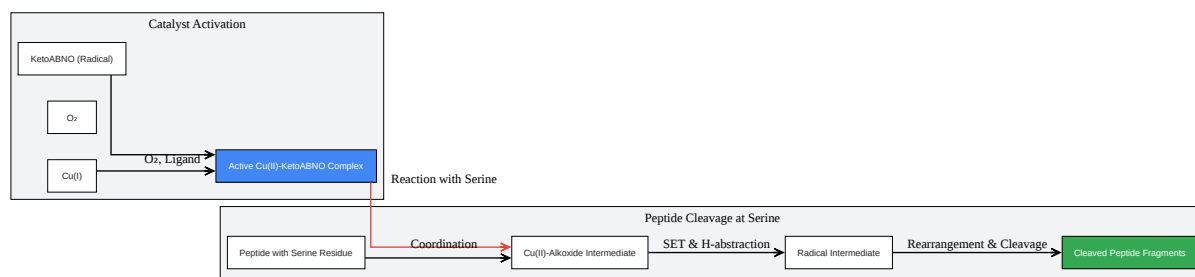 Catalyst Activation
KetoABNO (Radical)
O₂
O₂, Ligand
Cu(I)
Active Cu(II)-KetoABNO Complex
Reaction with Serine
Peptide Cleavage at Serine
Peptide with Serine Residue
Coordination
Cu(II)-Alkoxide Intermediate
SET & H-abstraction
Radical Intermediate
Rearrangement & Cleavage
Cleaved Peptide Fragments